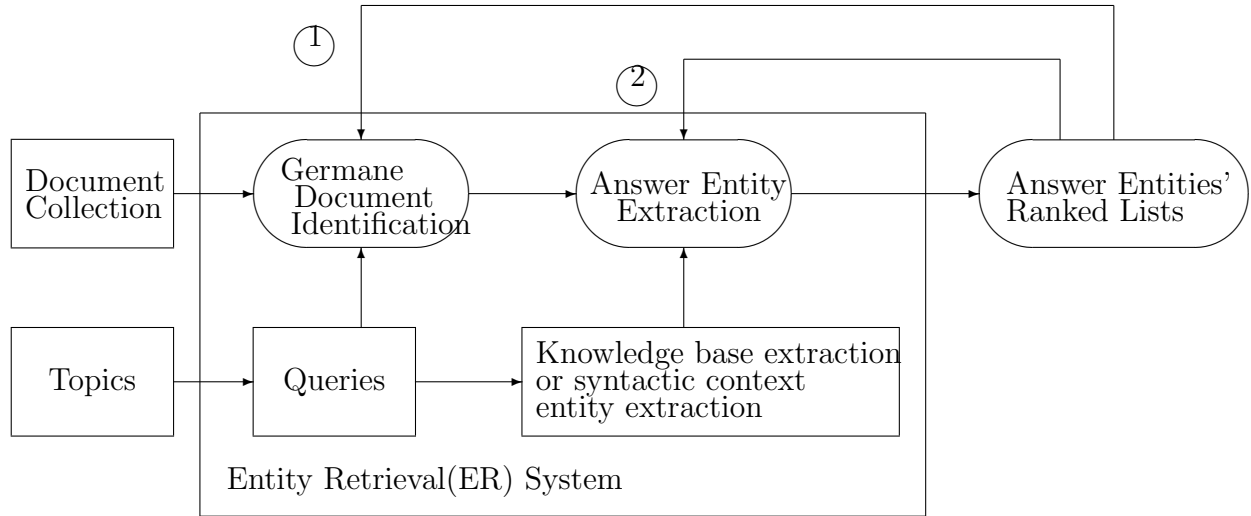 1
2
Document
Collection
Germane
Document
Identification
Answer Entity
Extraction
Answer Entities'
Ranked Lists
Topics
Queries
Knowledge base extraction
or syntactic context
entity extraction
Entity Retrieval(ER) System